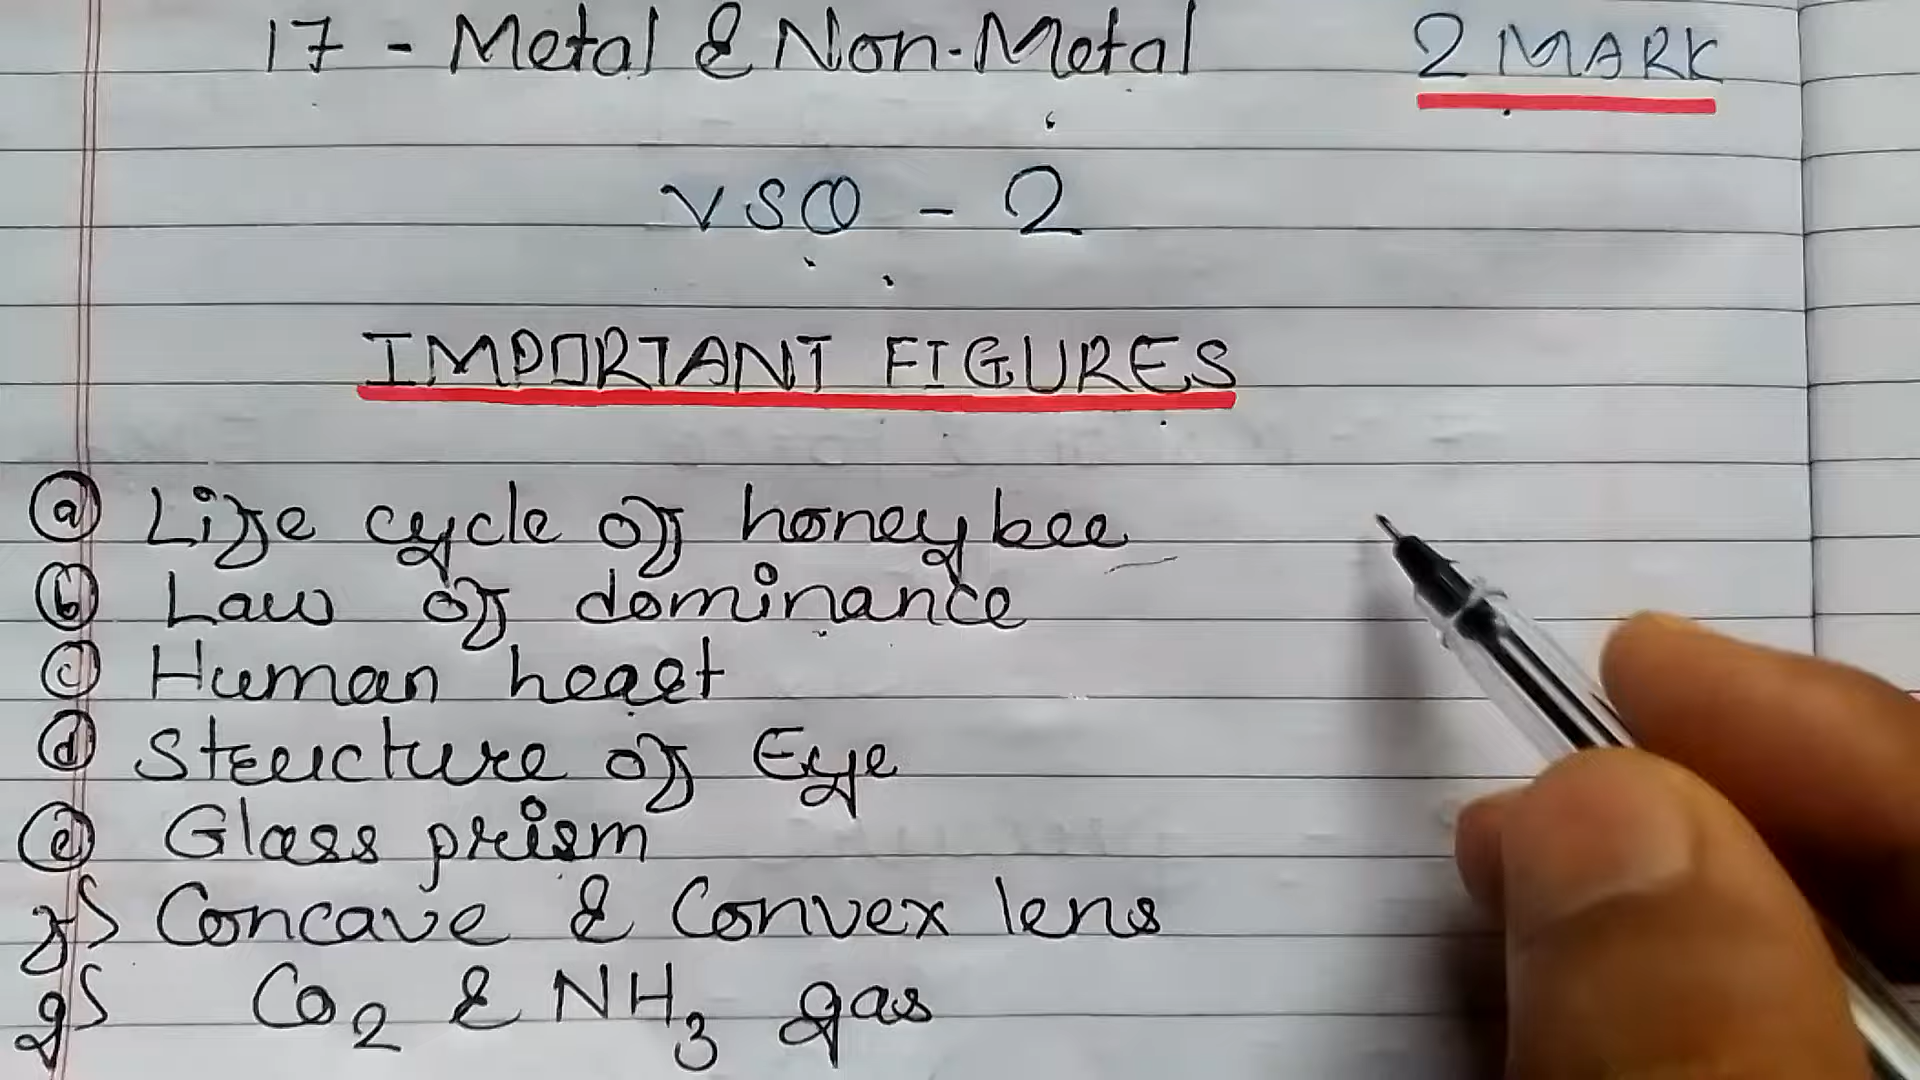 17 - Metal & Non-Metal 2 MARK
VSQ - 2
IMPORTANT FIGURES
a Life cycle of honeybee
b Law of dominance
c Human heart
d Structure of Eye
e Glass prism
f) Concave & Convex lens
g) Co2 & NH3 gas